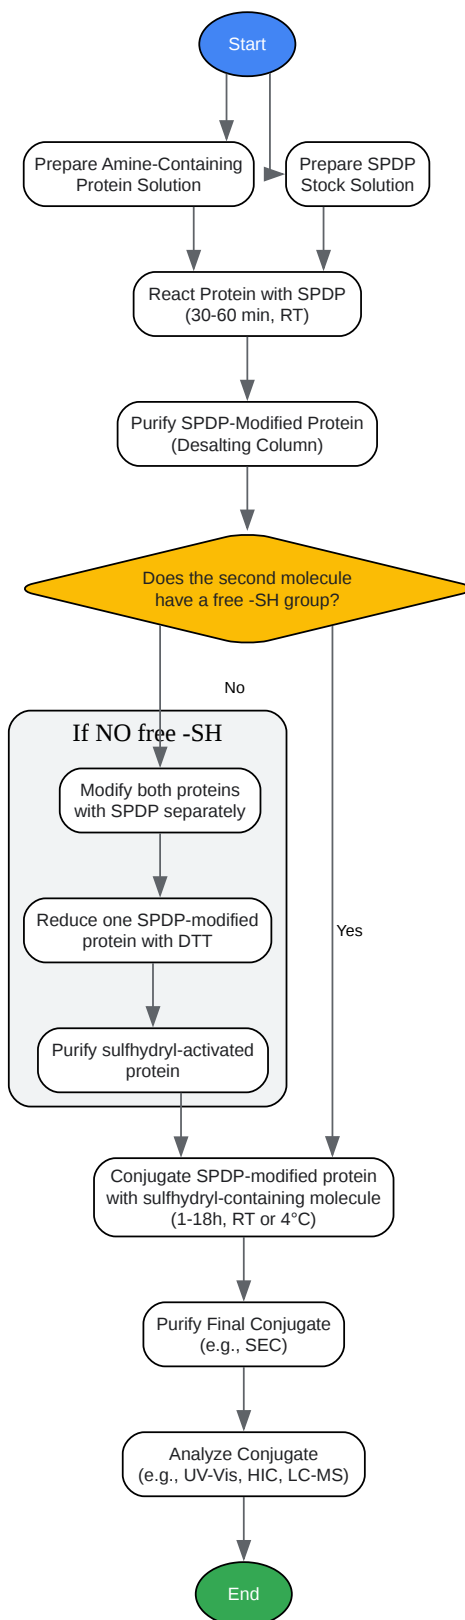 Start
Prepare Amine-Containing
Protein Solution
Prepare SPDP
Stock Solution
React Protein with SPDP
(30-60 min, RT)
Purify SPDP-Modified Protein
(Desalting Column)
Does the second molecule
have a free -SH group?
No
If NO free -SH
Modify both proteins
with SPDP separately
Reduce one SPDP-modified
protein with DTT
Yes
Purify sulfhydryl-activated
protein
Conjugate SPDP-modified protein
with sulfhydryl-containing molecule
(1-18h, RT or 4°C)
Purify Final Conjugate
(e.g., SEC)
Analyze Conjugate
(e.g., UV-Vis, HIC, LC-MS)
End